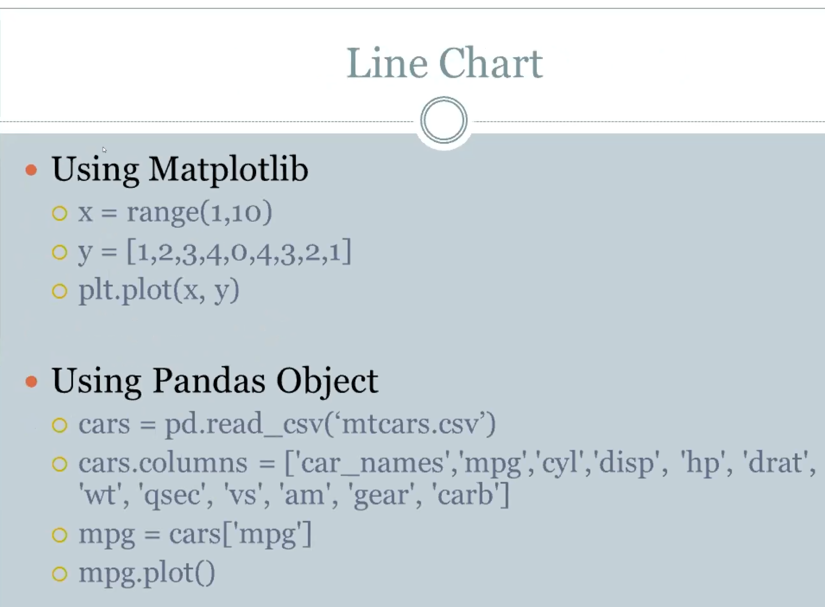 Line Chart
Using Matplotlib
x = range(1,10)
y = [1,2,3,4,0,4,3,2,1]
plt.plot(x, y)
Using Pandas Object
cars = pd.read_csv(‘mtcars.csv’)
cars.columns = ['car_names','mpg','cyl','disp', 'hp', 'drat',
'wt', 'qsec', 'vs', 'am', 'gear', 'carb']
mpg = cars['mpg']
mpg.plot()